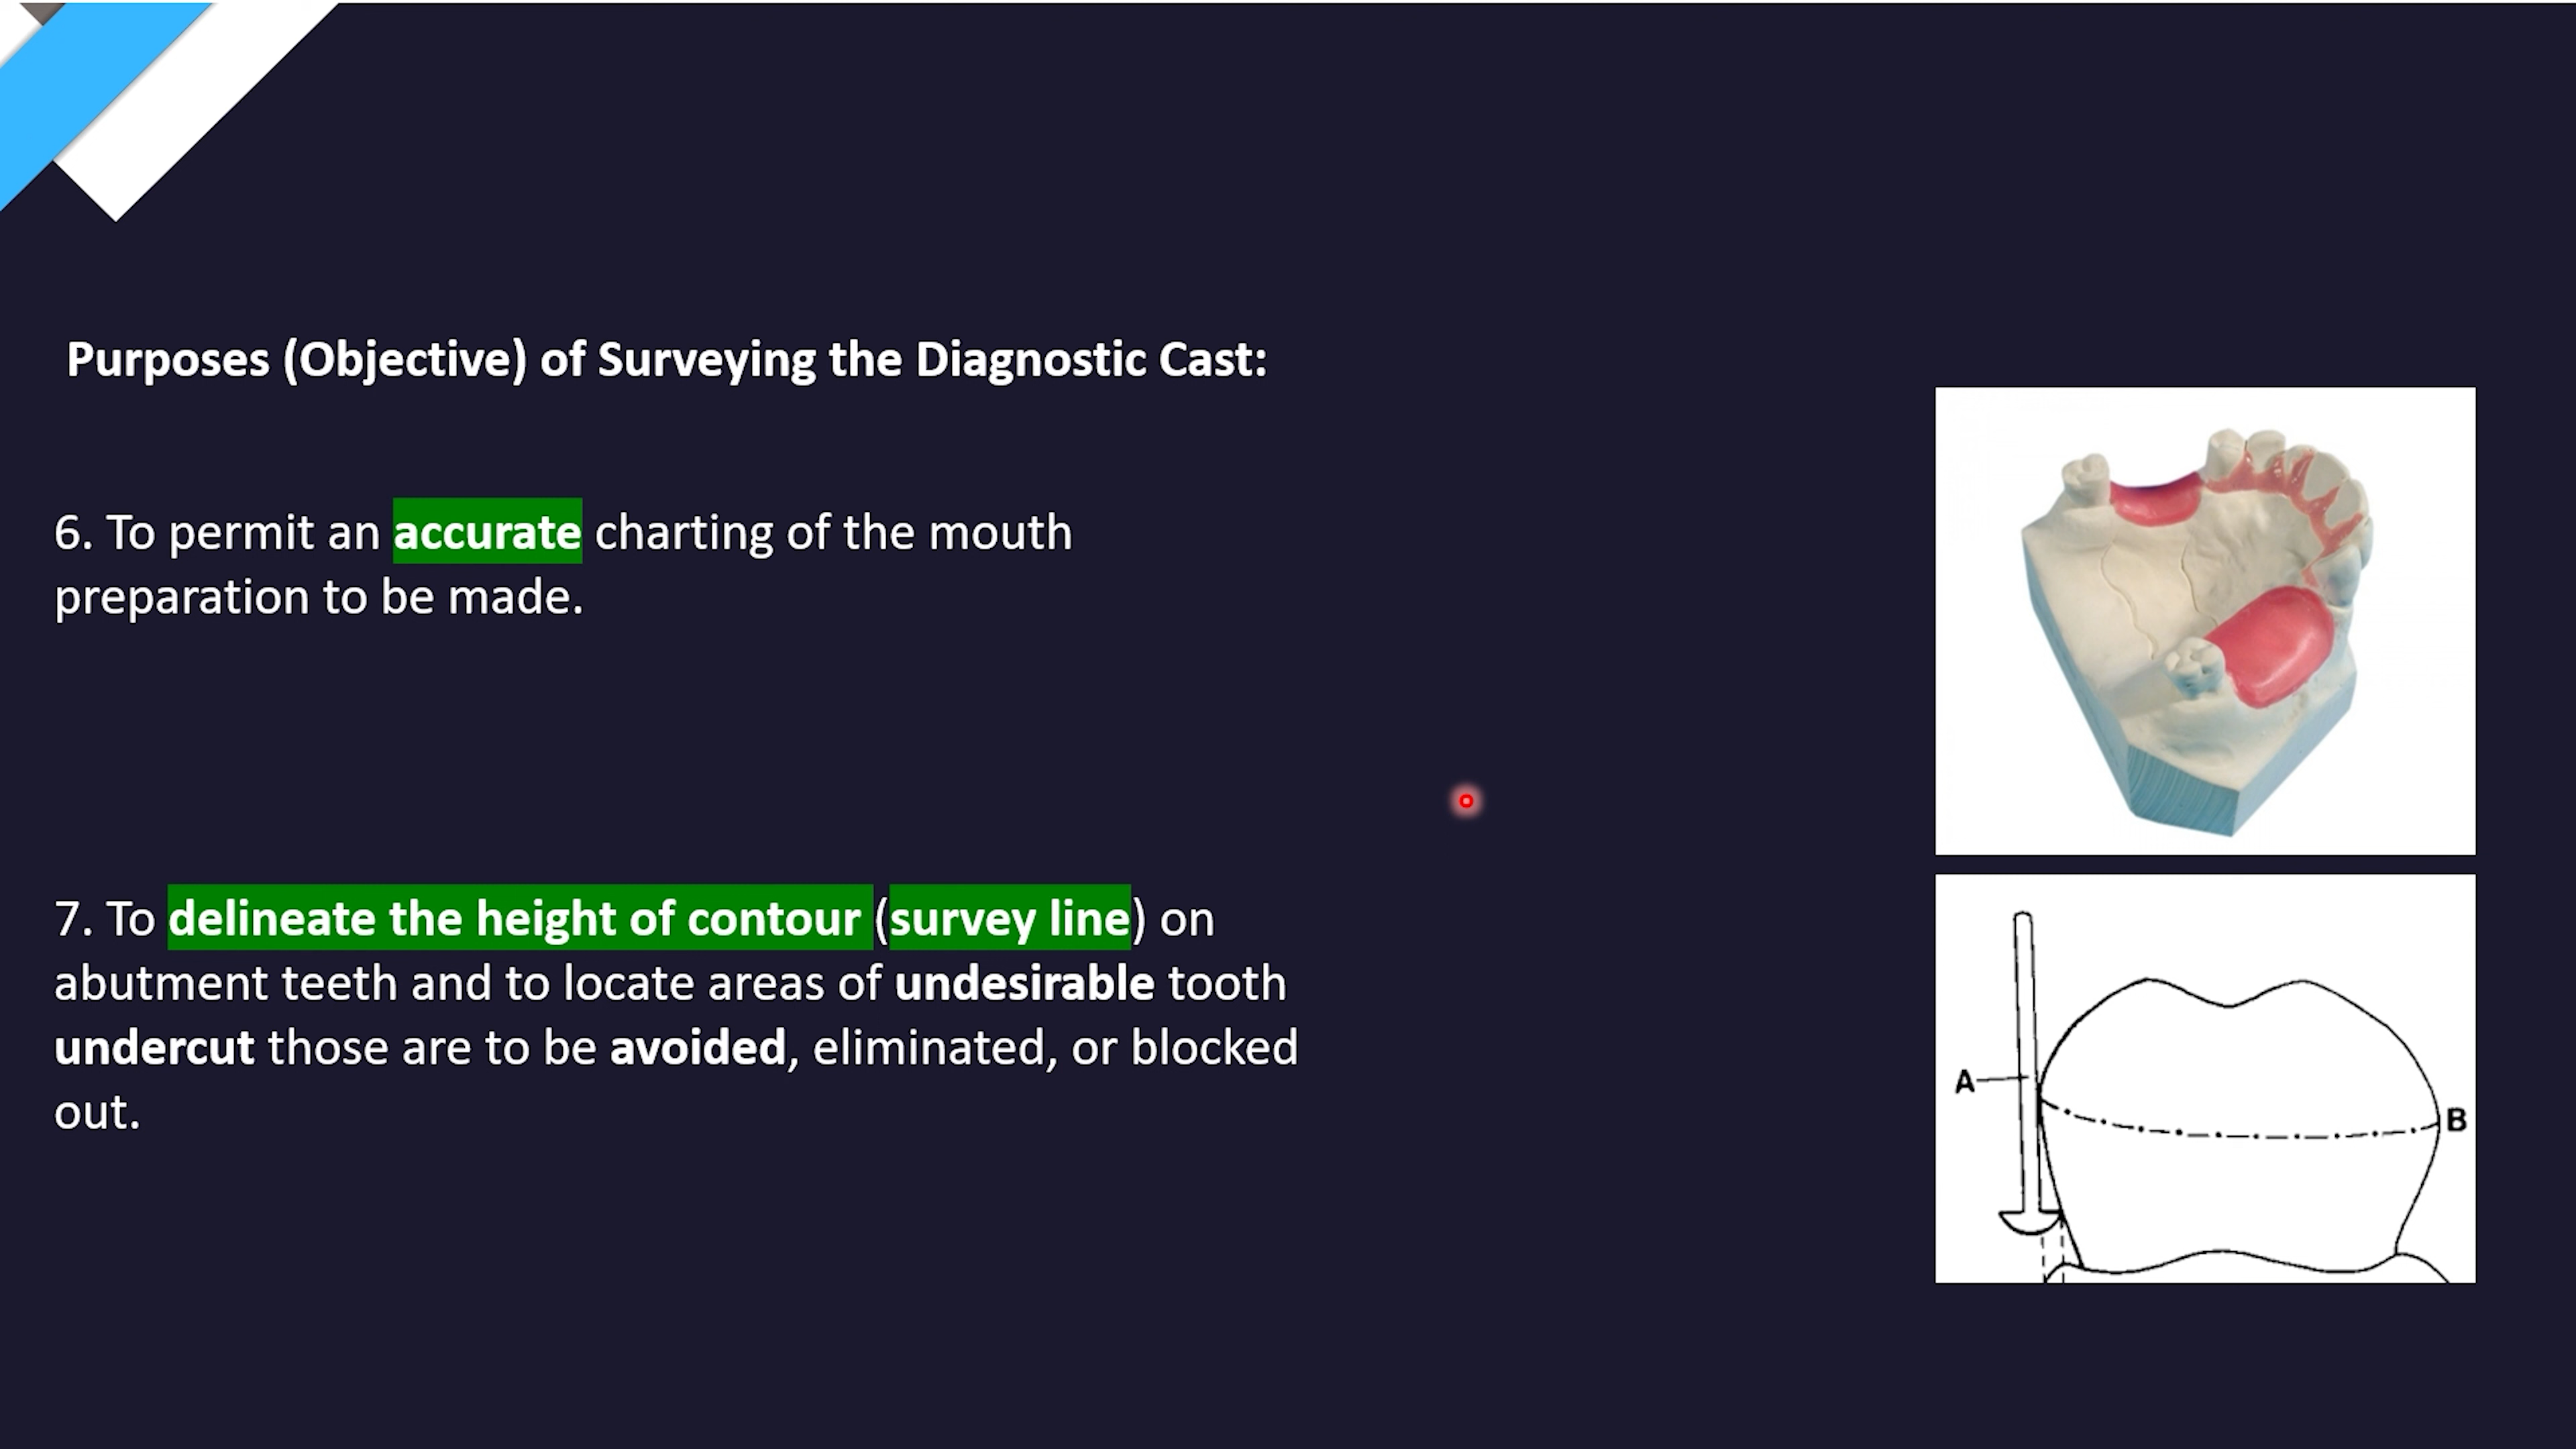 Purposes (Objective) of Surveying the Diagnostic Cast:
6. To permit an accurate charting of the mouth
preparation to be made.
7. To delineate the height of contour (survey line) on
abutment teeth and to locate areas of undesirable tooth
undercut those are to be avoided, eliminated, or blocked
out.
A
B